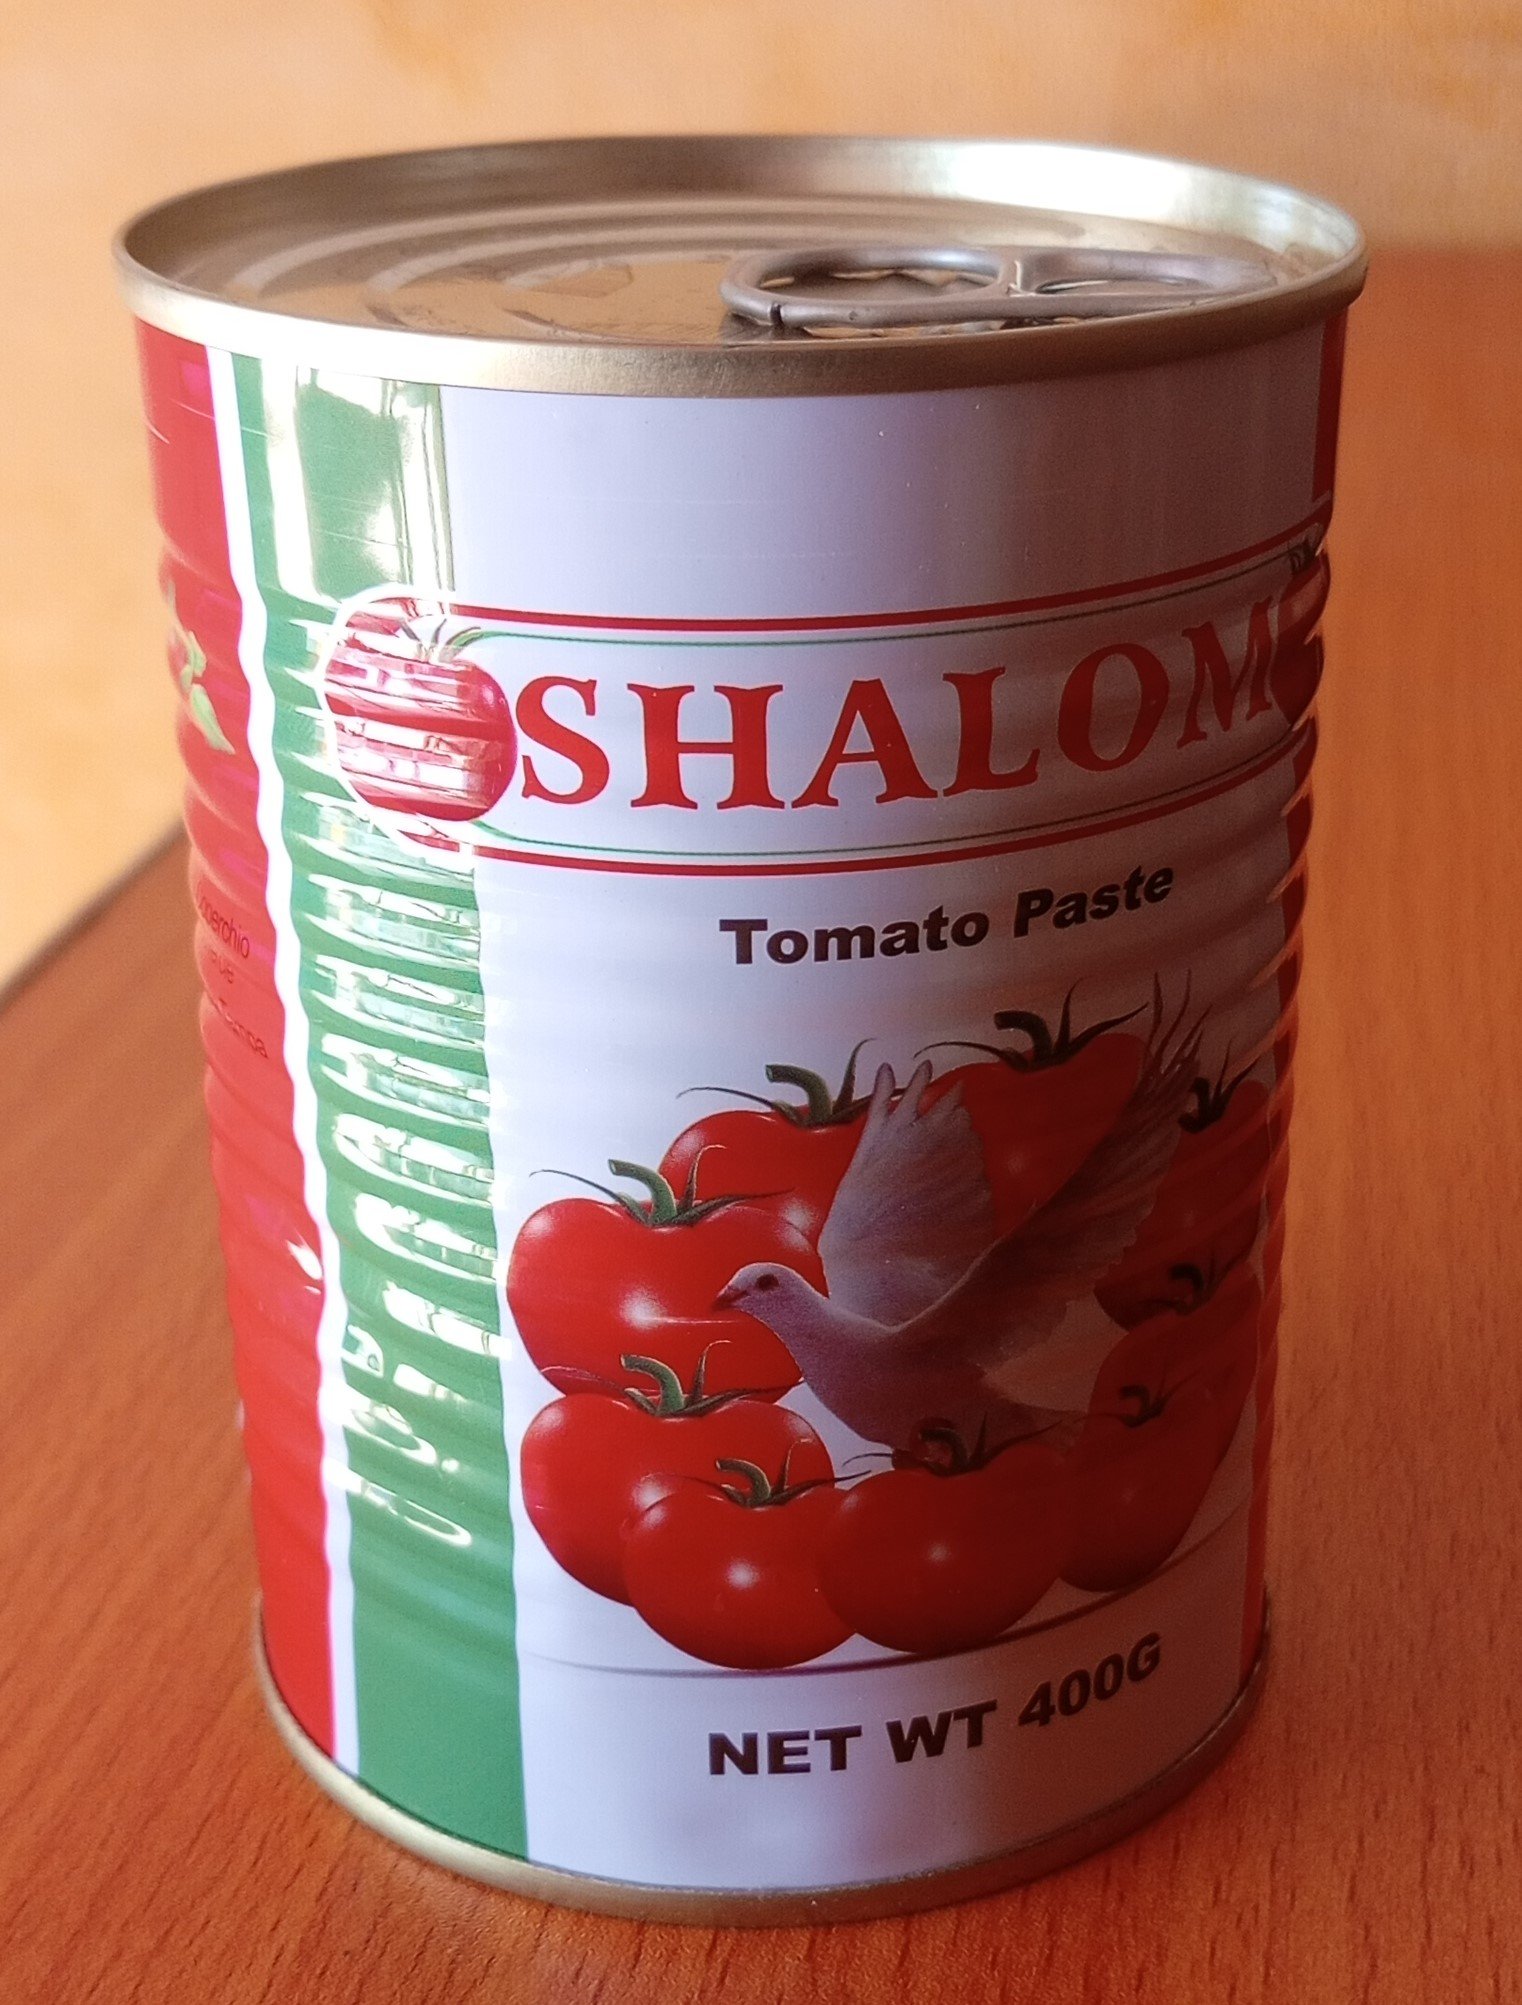 SHALOM
Tomato Paste
NET WT 400G